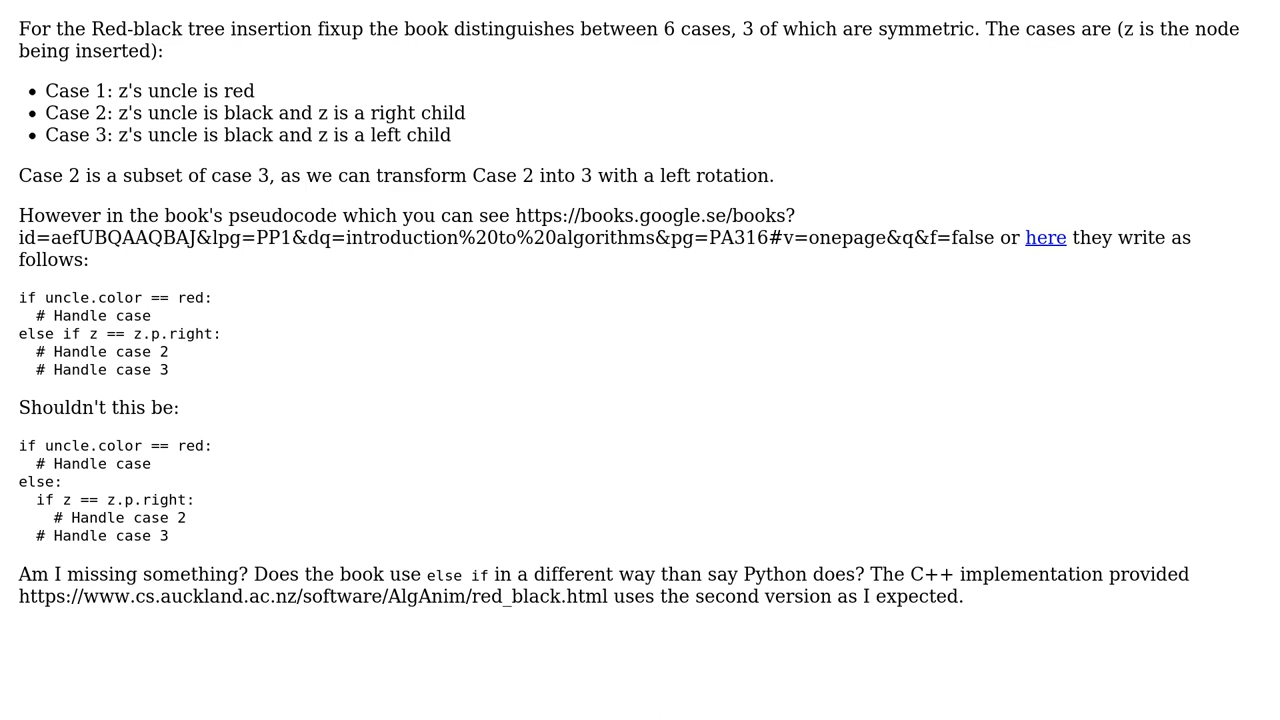 For the Red-black tree insertion fixup the book distinguishes between 6 cases, 3 of which are symmetric. The cases are (z is the node
being inserted):
• Case 1: z's uncle is red
• Case 2: z's uncle is black and z is a right child
• Case 3: z's uncle is black and z is a left child
Case 2 is a subset of case 3, as we can transform Case 2 into 3 with a left rotation.
However in the book's pseudocode which you can see https://books.google.se/books?
id=aefUBQAAQBAJ&lpg=PP1&dq=introduction%20to%20algorithms&pg=PA316#v=onepage&q&f=false or here they write as
follows:
if uncle.color == red:
  # Handle case
else if z == z.p.right:
  # Handle case 2
  # Handle case 3
Shouldn't this be:
if uncle.color == red:
  # Handle case
else:
  if z == z.p.right:
    # Handle case 2
  # Handle case 3
Am I missing something? Does the book use else if in a different way than say Python does? The C++ implementation provided
https://www.cs.auckland.ac.nz/software/AlgAnim/red_black.html uses the second version as I expected.